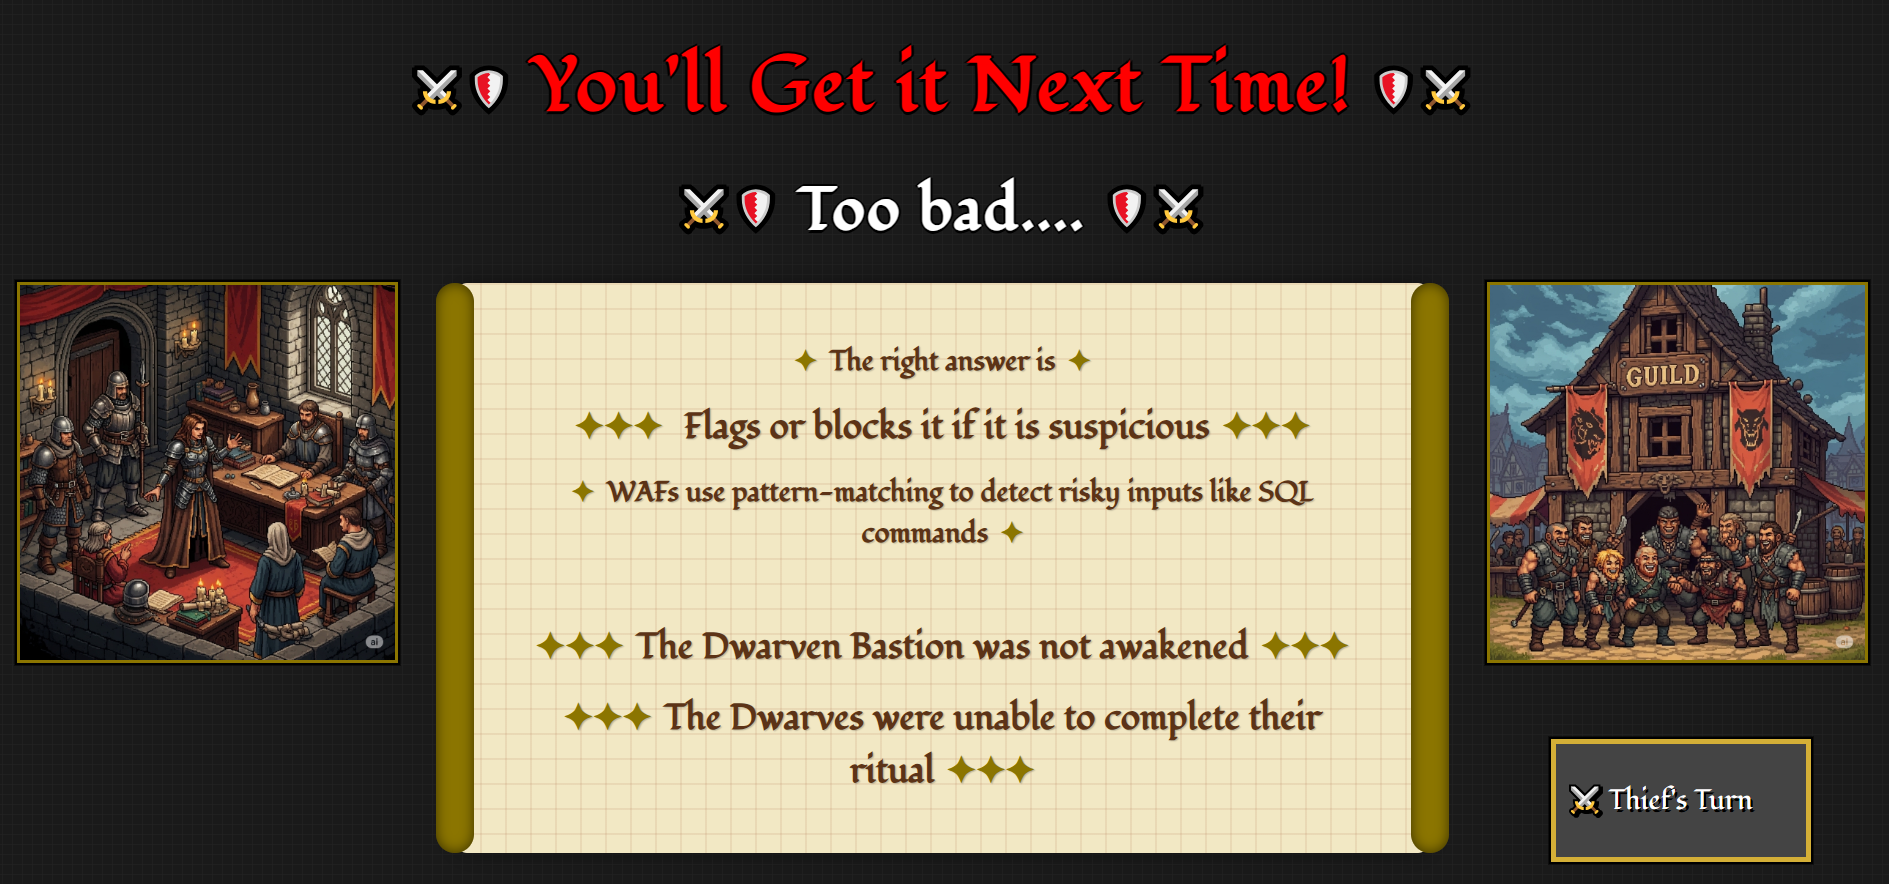 You'll Get it Next Time!
Too bad....
The right answer is
Flags or blocks it if it is suspicious
WAFs use pattern-matching to detect risky inputs like SQL
commands
The Dwarven Bastion was not awakened
The Dwarves were unable to complete their
ritual
GUILD
ai
ai
Thief's Turn